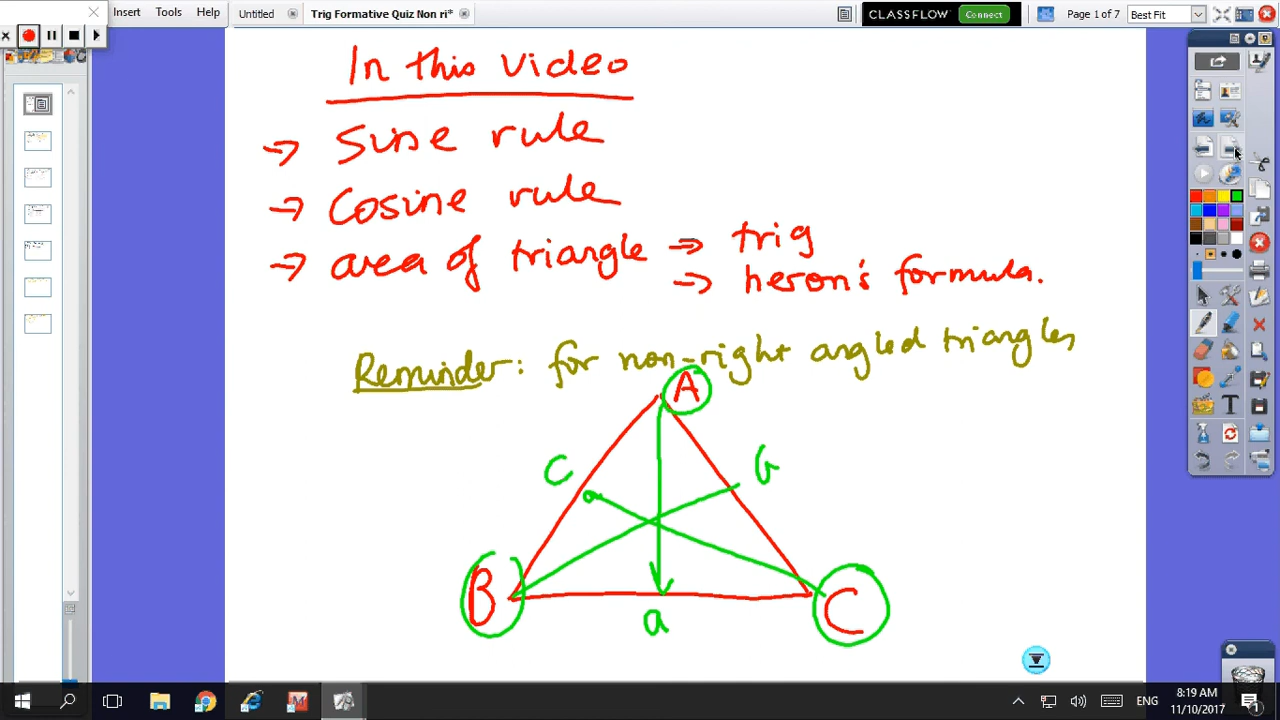 Insert Tools Help Untitled Trig Formative Quiz Non ri* CLASSFLOW Connect Page 1 of 7 Best Fit
In this video
→ Sine rule
→ Cosine rule
→ area of triangle → trig
→ heron's formula.
Reminder: for non-right angled triangles
A
c b
B C
a
T
ENG 8:19 AM
11/10/2017 1